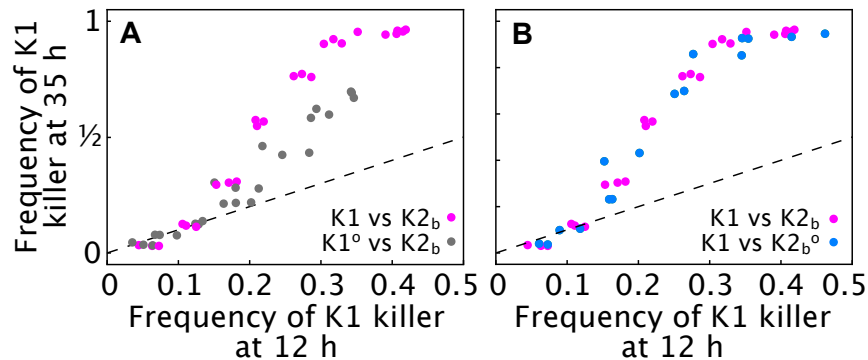 Frequency of K1
killer at 35 h
1
½
0
A
K1 vs K2b
K1o vs K2b
0 0.1 0.2 0.3 0.4 0.5
Frequency of K1 killer
at 12 h
B
K1 vs K2b
K1 vs K2bo
0 0.1 0.2 0.3 0.4 0.5
Frequency of K1 killer
at 12 h